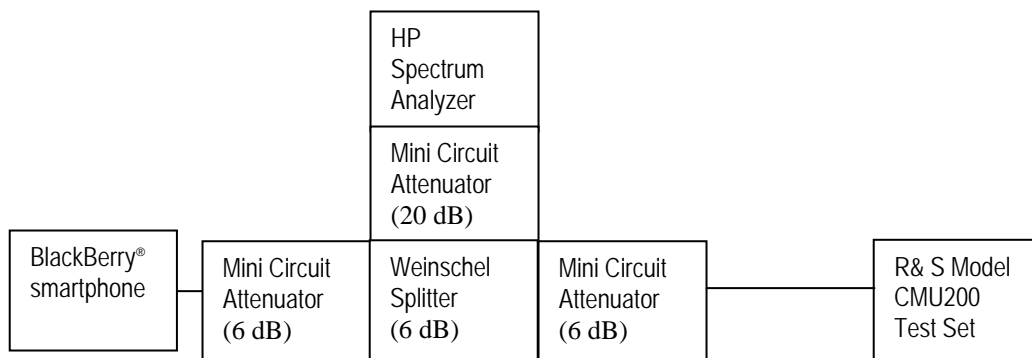 HP
Spectrum
Analyzer
Mini Circuit
Attenuator
(20 dB)
BlackBerry®
smartphone
Mini Circuit
Attenuator
(6 dB)
Weinschel
Splitter
(6 dB)
Mini Circuit
Attenuator
(6 dB)
R& S Model
CMU200
Test Set